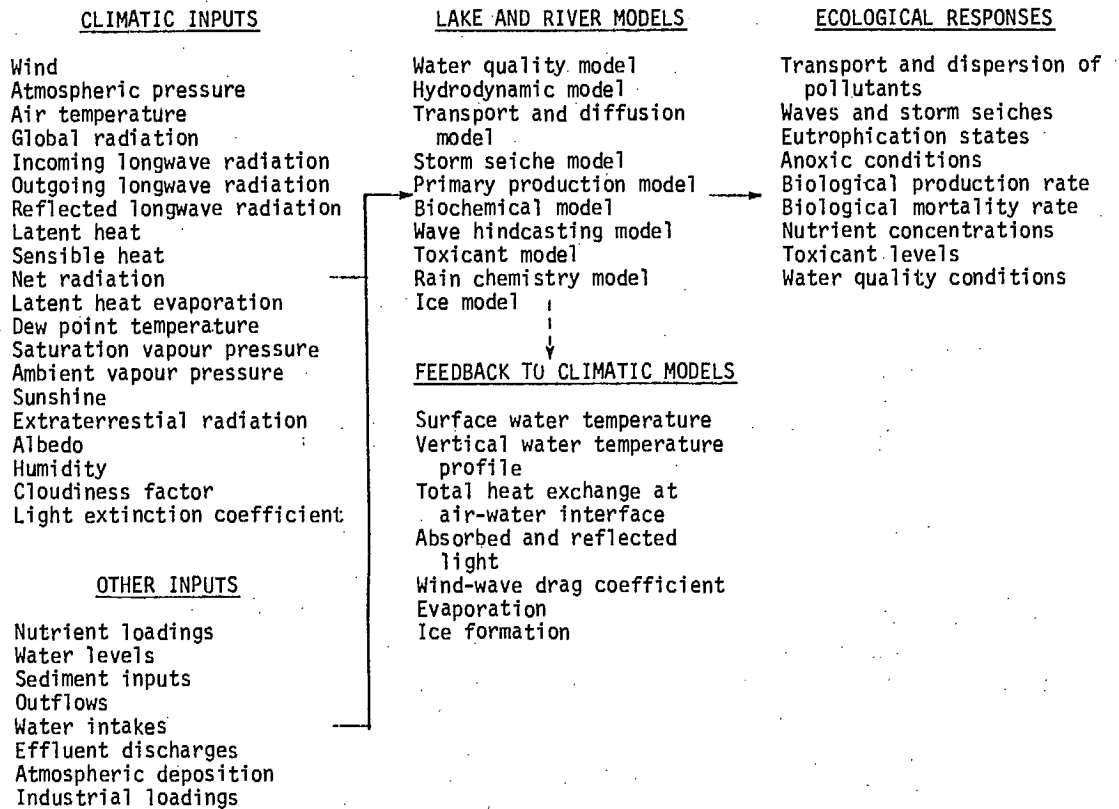 CLIMATIC INPUTS
Wind
Atmospheric pressure
Air temperature
Global radiation
Incoming longwave radiation
Outgoing longwave radiation
Reflected longwave radiation
Latent heat
Sensible heat
Net radiation
Latent heat evaporation
Dew point temperature
Saturation vapour pressure
Ambient vapour pressure
Sunshine
Extraterrestial radiation
Albedo
Humidity
Cloudiness factor
Light extinction coefficient
OTHER INPUTS
Nutrient loadings
Water levels
Sediment inputs
Outflows
Water intakes
Effluent discharges
Atmospheric deposition
Industrial loadings
LAKE AND RIVER MODELS
Water quality model
Hydrodynamic model
Transport and diffusion
model
Storm seiche model
Primary production model
Biochemical model
Wave hindcasting model
Toxicant model
Rain chemistry model
Ice model
FEEDBACK TO CLIMATIC MODELS
Surface water temperature
Vertical water temperature
profile
Total heat exchange at
air-water interface
Absorbed and reflected
light
Wind-wave drag coefficient
Evaporation
Ice formation
ECOLOGICAL RESPONSES
Transport and dispersion of
pollutants
Waves and storm seiches
Eutrophication states
Anoxic conditions
Biological production rate
Biological mortality rate
Nutrient concentrations
Toxicant levels
Water quality conditions